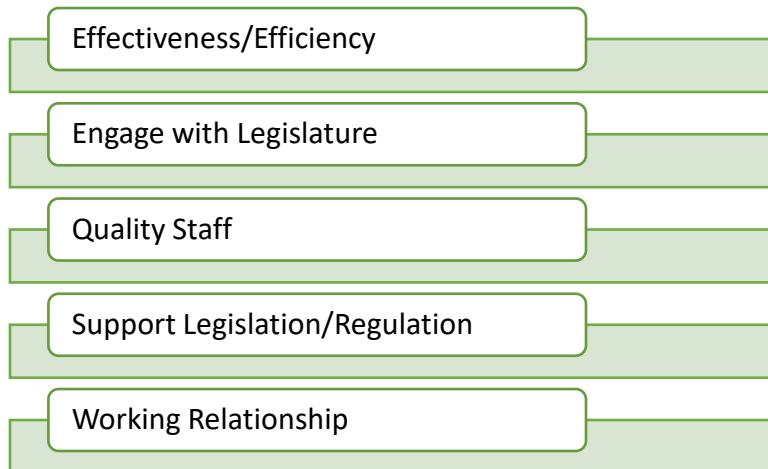 Effectiveness/Efficiency
Engage with Legislature
Quality Staff
Support Legislation/Regulation
Working Relationship